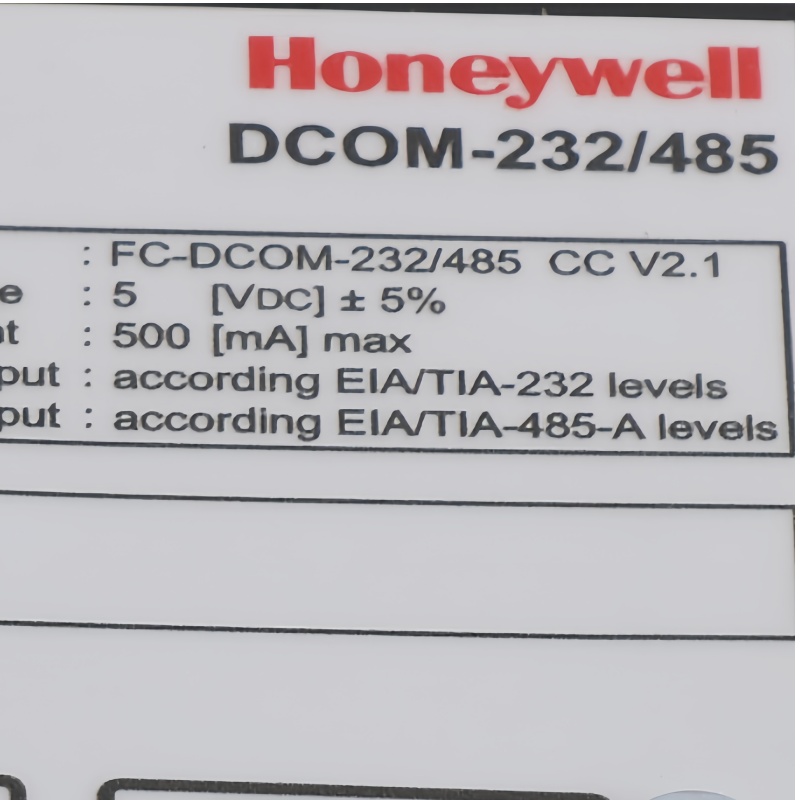 Honeywell
DCOM-232/485
: FC-DCOM-232/485 CC V2.1
e : 5 [VDC] ± 5%
t : 500 [mA] max
put : according EIA/TIA-232 levels
put : according EIA/TIA-485-A levels